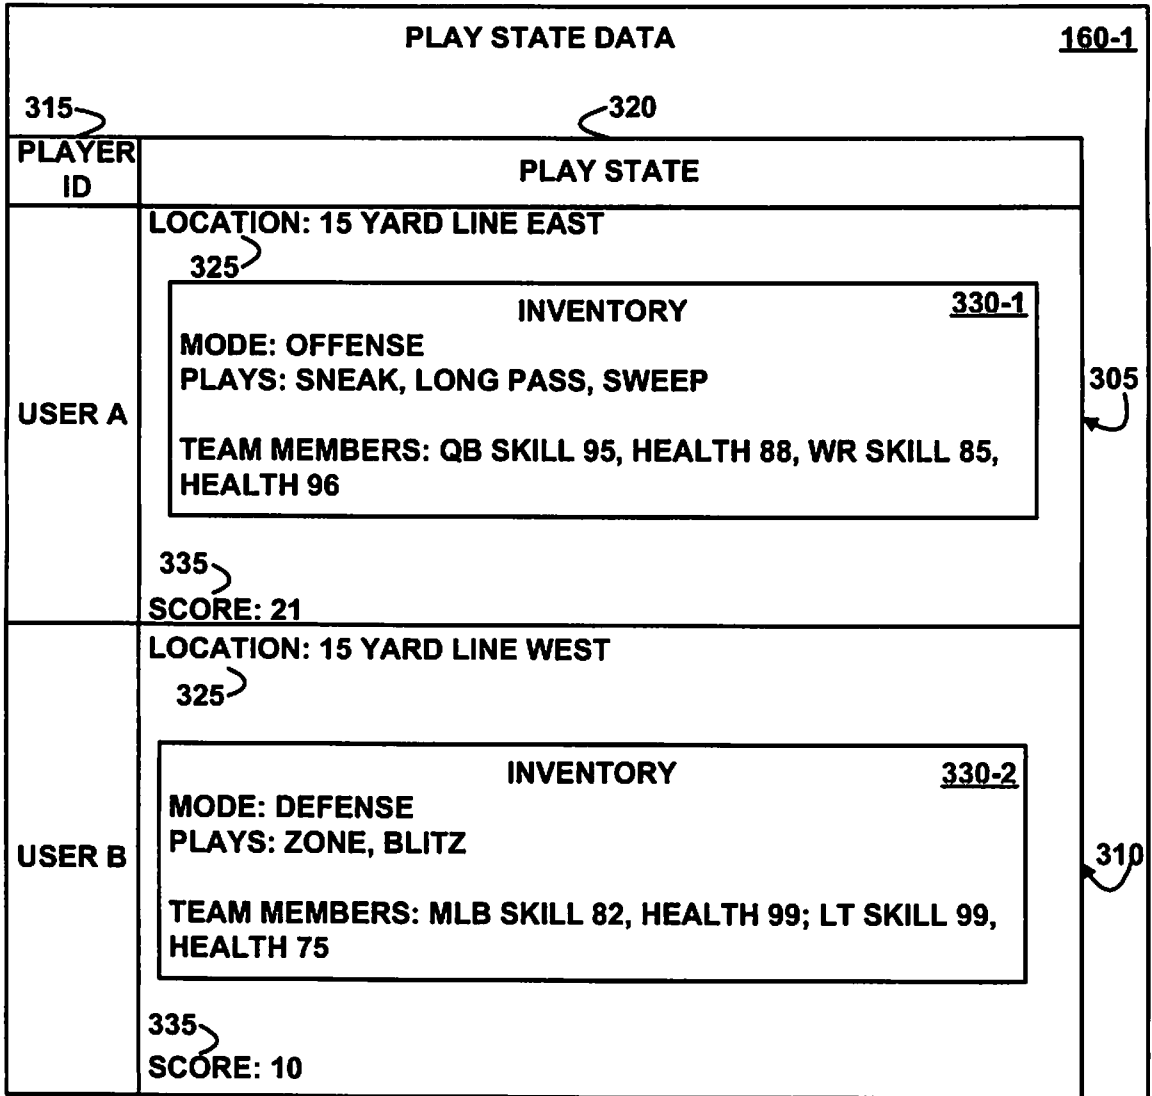 PLAY STATE DATA 160-1
315 320
PLAYER ID PLAY STATE
LOCATION: 15 YARD LINE EAST
325
INVENTORY 330-1
MODE: OFFENSE
PLAYS: SNEAK, LONG PASS, SWEEP
305
USER A
TEAM MEMBERS: QB SKILL 95, HEALTH 88, WR SKILL 85,
HEALTH 96
335
SCORE: 21
LOCATION: 15 YARD LINE WEST
325
INVENTORY 330-2
MODE: DEFENSE
PLAYS: ZONE, BLITZ
USER B
310
TEAM MEMBERS: MLB SKILL 82, HEALTH 99; LT SKILL 99,
HEALTH 75
335
SCORE: 10